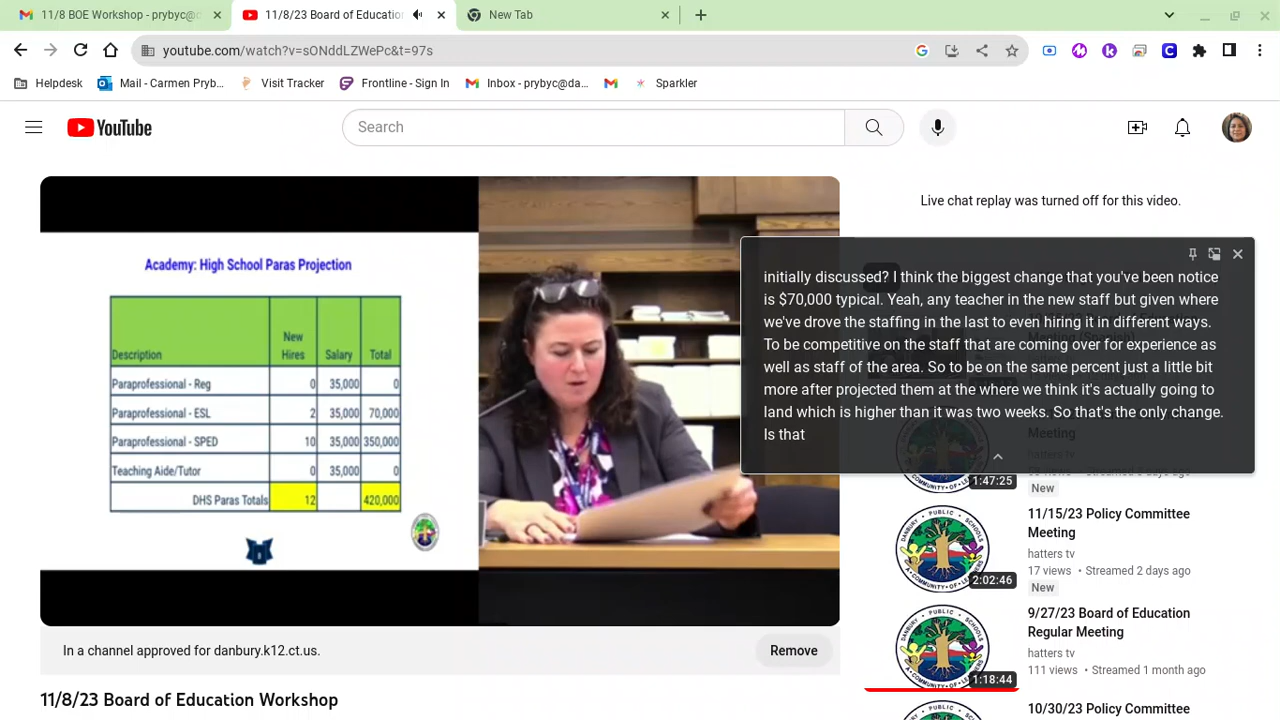 11/8 BOE Workshop - prybyc@d
11/8/23 Board of Education
New Tab
youtube.com/watch?v=sONddLZWePc&t=97s
Helpdesk
Mail - Carmen Pryb...
Visit Tracker
Frontline - Sign In
Inbox - prybyc@da...
Sparkler
YouTube
Search
Live chat replay was turned off for this video.
Academy: High School Paras Projection
Description New Hires Salary Total
Paraprofessional - Reg 0 35,000 0
Paraprofessional - ESL 2 35,000 70,000
Paraprofessional - SPED 10 35,000 350,000
Teaching Aide/Tutor 0 35,000 0
DHS Paras Totals 12 420,000
initially discussed? I think the biggest change that you've been notice
is $70,000 typical. Yeah, any teacher in the new staff but given where
we've drove the staffing in the last to even hiring it in different ways.
To be competitive on the staff that are coming over for experience as
well as staff of the area. So to be on the same percent just a little bit
more after projected them at the where we think it's actually going to
land which is higher than it was two weeks. So that's the only change.
Is that
Meeting
hatters tv
1:47:25
New
11/15/23 Policy Committee
Meeting
hatters tv
17 views • Streamed 2 days ago
New
2:02:46
9/27/23 Board of Education
Regular Meeting
hatters tv
111 views • Streamed 1 month ago
1:18:44
10/30/23 Policy Committee
In a channel approved for danbury.k12.ct.us.
Remove
11/8/23 Board of Education Workshop